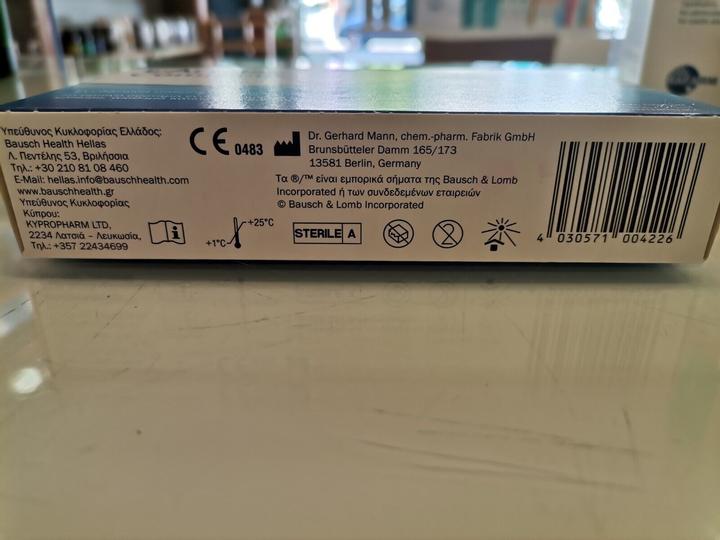 Υπεύθυνος Κυκλοφορίας Ελλάδος:
Bausch Health Hellas
Λ. Πεντέλης 53, Βριλήσσια
Τηλ.: +30 210 81 08 460
E-Mail: hellas.info@bauschhealth.com
www.bauschhealth.gr
Υπεύθυνος Κυκλοφορίας
Κύπρου:
KYPROPHARM LTD,
2234 Λατσιά – Λευκωσία,
Τηλ.: +357 22434699
CE 0483
+1°C
+25°C
Dr. Gerhard Mann, chem.-pharm. Fabrik GmbH
Brunsbütteler Damm 165/173
13581 Berlin, Germany
Τα ®/™ είναι εμπορικά σήματα της Bausch & Lomb
Incorporated ή των συνδεδεμένων εταιρειών
© Bausch & Lomb Incorporated
STERILE A
2
4 030571 004226